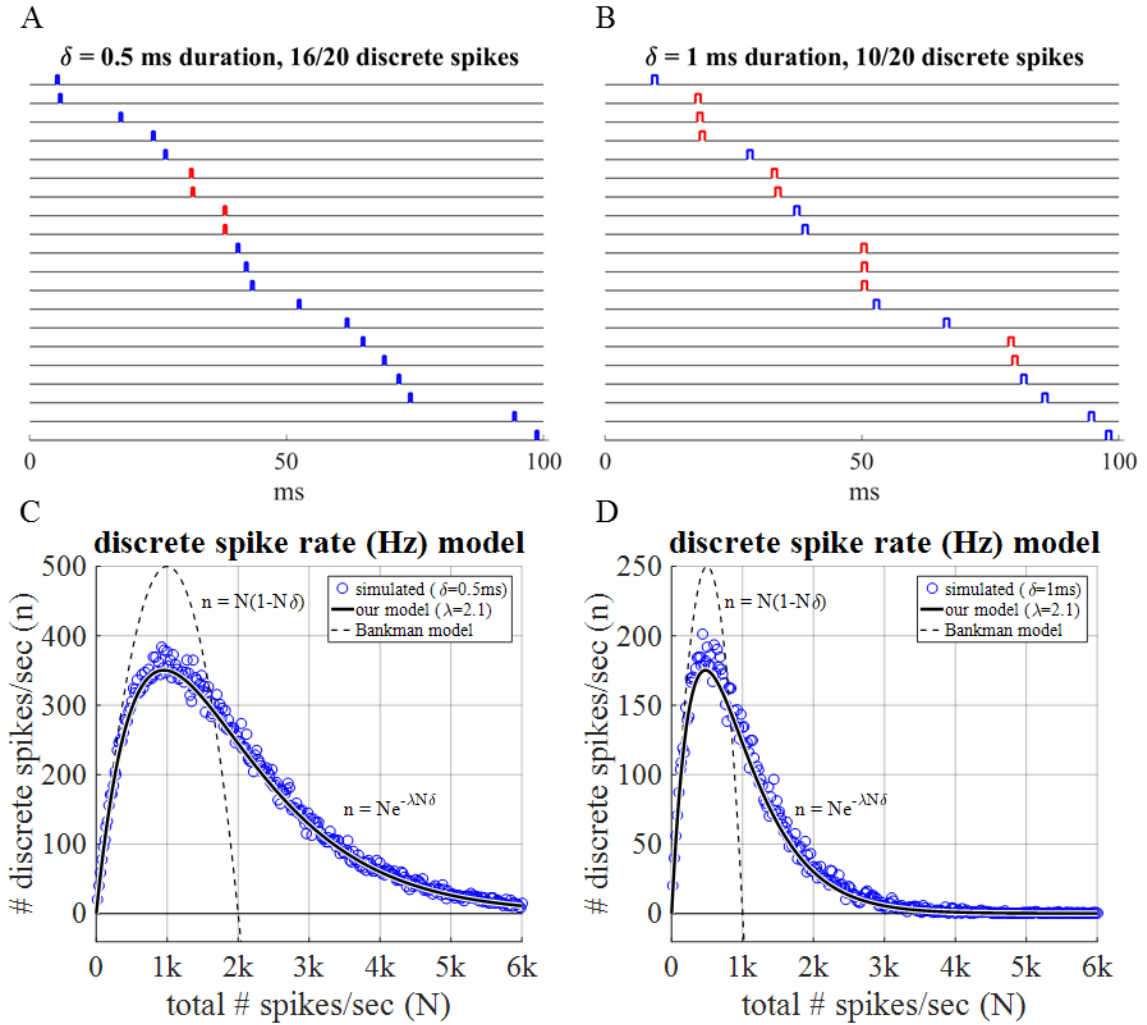 A
δ = 0.5 ms duration, 16/20 discrete spikes
0
50
100
ms
B
δ = 1 ms duration, 10/20 discrete spikes
0
50
100
ms
C
discrete spike rate (Hz) model
# discrete spikes/sec (n)
500
400
300
200
100
0
n = N(1-Nδ)
simulated (δ=0.5ms)
our model (λ=2.1)
Bankman model
n = Ne^-λNδ
0
1k
2k
3k
4k
5k
6k
total # spikes/sec (N)
D
discrete spike rate (Hz) model
# discrete spikes/sec (n)
250
200
150
100
50
0
n = N(1-Nδ)
simulated (δ=1ms)
our model (λ=2.1)
Bankman model
n = Ne^-λNδ
0
1k
2k
3k
4k
5k
6k
total # spikes/sec (N)